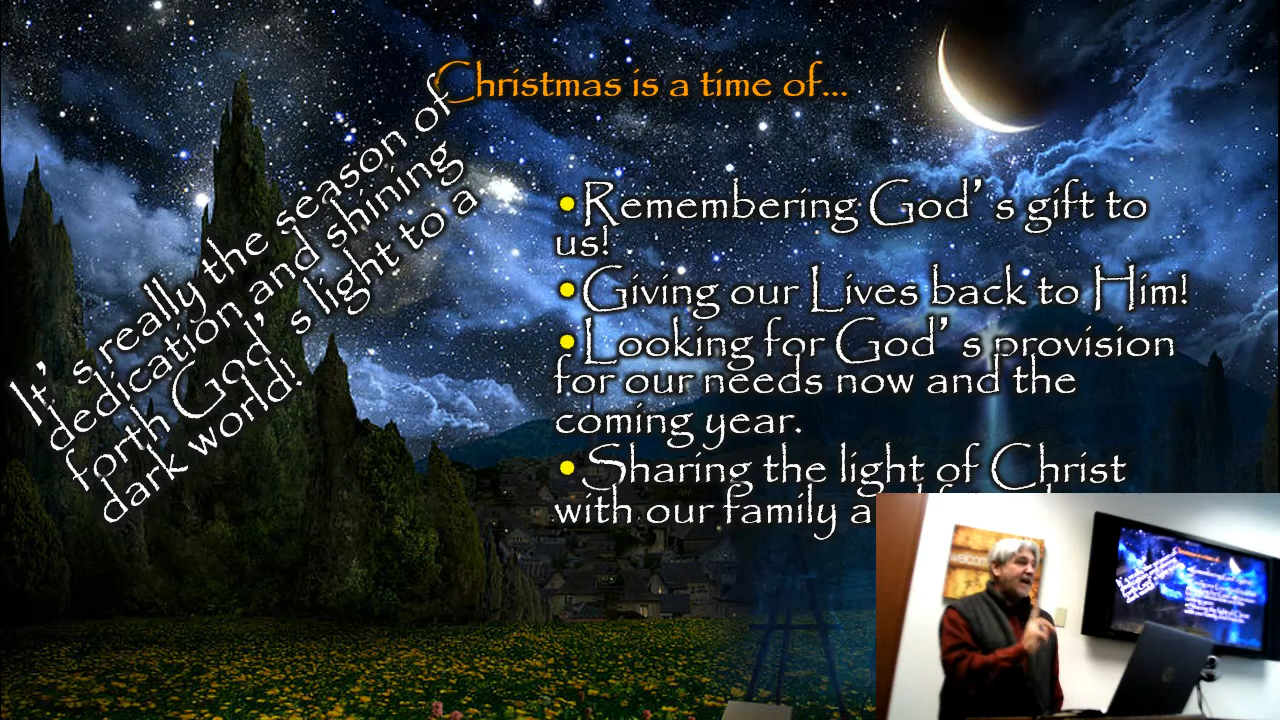 Christmas is a time of...
It's really the season of
dedication and shining
forth God's light to a
dark world!
•Remembering God's gift to
us!
•Giving our Lives back to Him!
•Looking for God's provision
for our needs now and the
coming year.
•Sharing the light of Christ
with our family